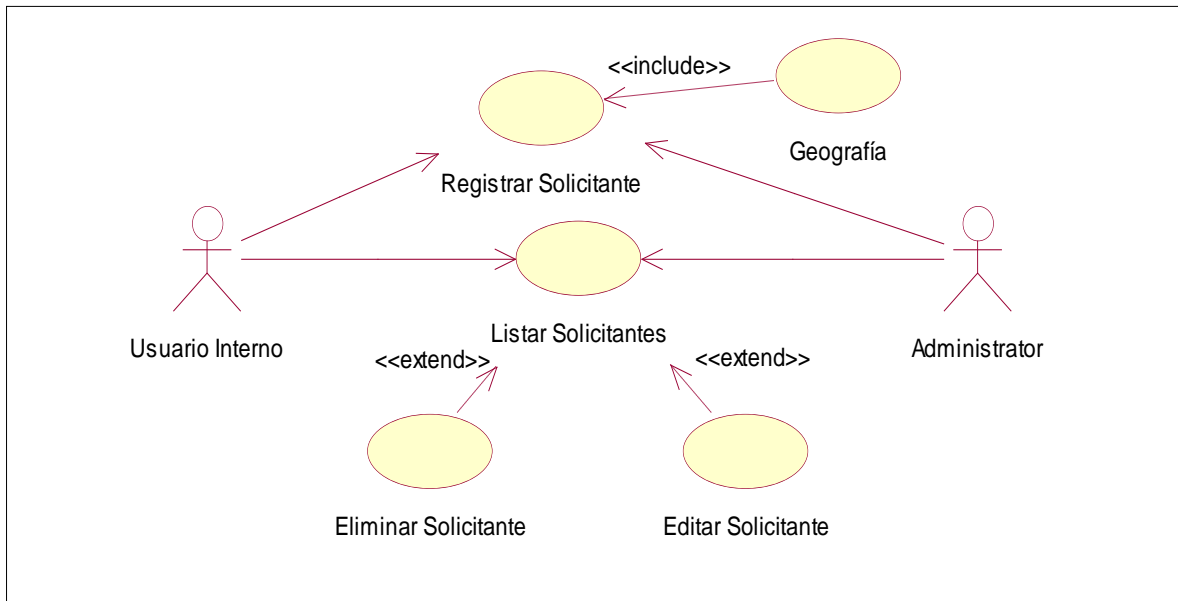 <<include>>
Geografía
Registrar Solicitante
Usuario Interno
Listar Solicitantes
Administrator
<<extend>>
<<extend>>
Eliminar Solicitante
Editar Solicitante